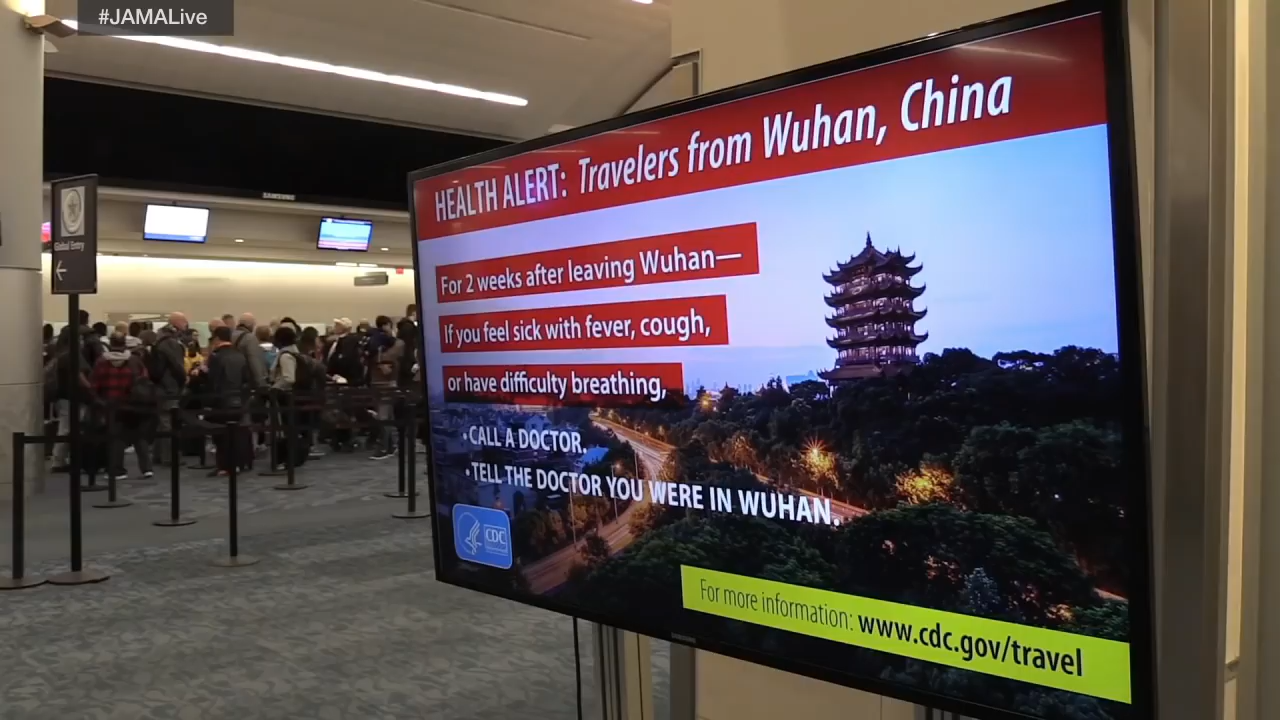 #JAMALive
Global Entry
SAMSUNG
HEALTH ALERT: Travelers from Wuhan, China
For 2 weeks after leaving Wuhan—
If you feel sick with fever, cough,
or have difficulty breathing,
•CALL A DOCTOR.
•TELL THE DOCTOR YOU WERE IN WUHAN.
CDC
For more information: www.cdc.gov/travel
SAMSUNG